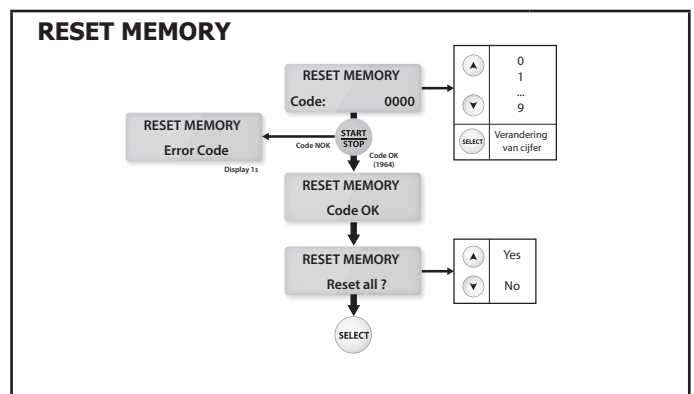 RESET MEMORY
RESET MEMORY
Code: 0000
0
1
...
9
SELECT
Verandering
van cijfer
START
STOP
Code NOK
Code OK
(1964)
RESET MEMORY
Error Code
Display 1s
RESET MEMORY
Code OK
RESET MEMORY
Reset all ?
Yes
No
SELECT